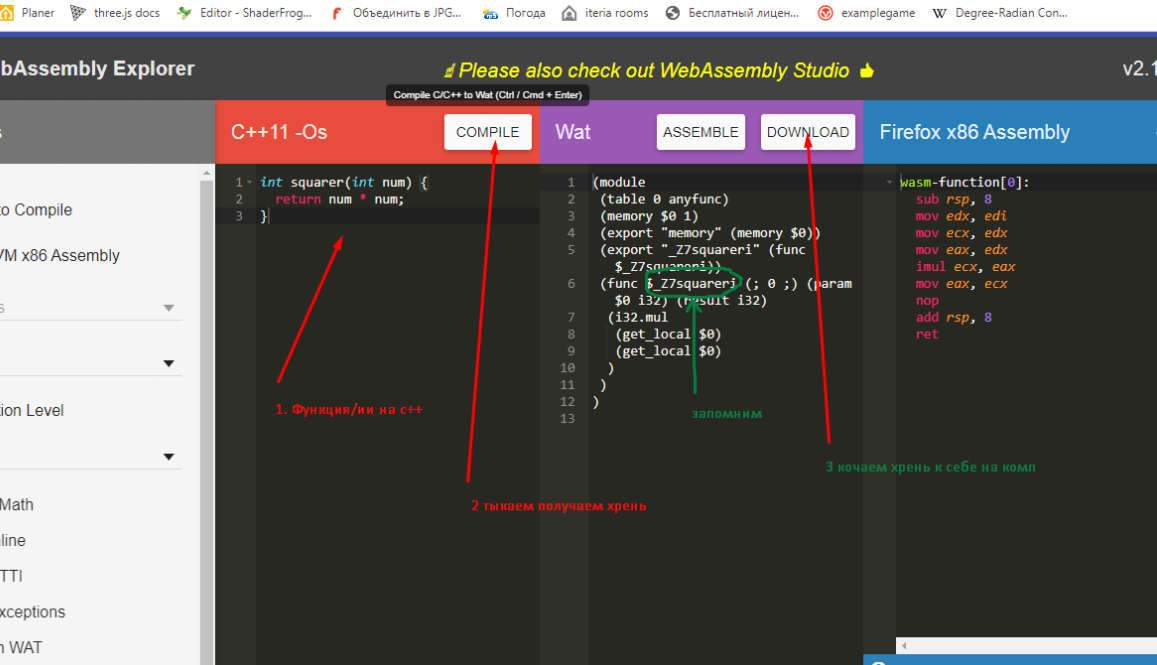 Planer three.js docs Editor - ShaderFrog... Объединить в JPG... Погода iteria rooms Бесплатный лицен... examplegame W Degree-Radian Con...
bAssembly Explorer
Please also check out WebAssembly Studio
v2.1
Compile C/C++ to Wat (Ctrl / Cmd + Enter)
s
C++11 -Os
COMPILE
Wat
ASSEMBLE
DOWNLOAD
Firefox x86 Assembly
to Compile
VM x86 Assembly
s
ion Level
Math
line
TTI
xceptions
n WAT
1 int squarer(int num) {
2 return num * num;
3 }
1. Функция/ии на с++
2 тыкаем получаем хрень
1 (module
2 (table 0 anyfunc)
3 (memory $0 1)
4 (export "memory" (memory $0))
5 (export "_Z7squareri" (func
$_Z7squareri))
6 (func $_Z7squareri (; 0 ;) (param
$0 i32) (result i32)
7 (i32.mul
8 (get_local $0)
9 (get_local $0)
10 )
11 )
12 )
13
запомним
3 качаем хрень к себе на комп
wasm-function[0]:
sub rsp, 8
mov edx, edi
mov ecx, edx
mov eax, edx
imul ecx, eax
mov eax, ecx
nop
add rsp, 8
ret